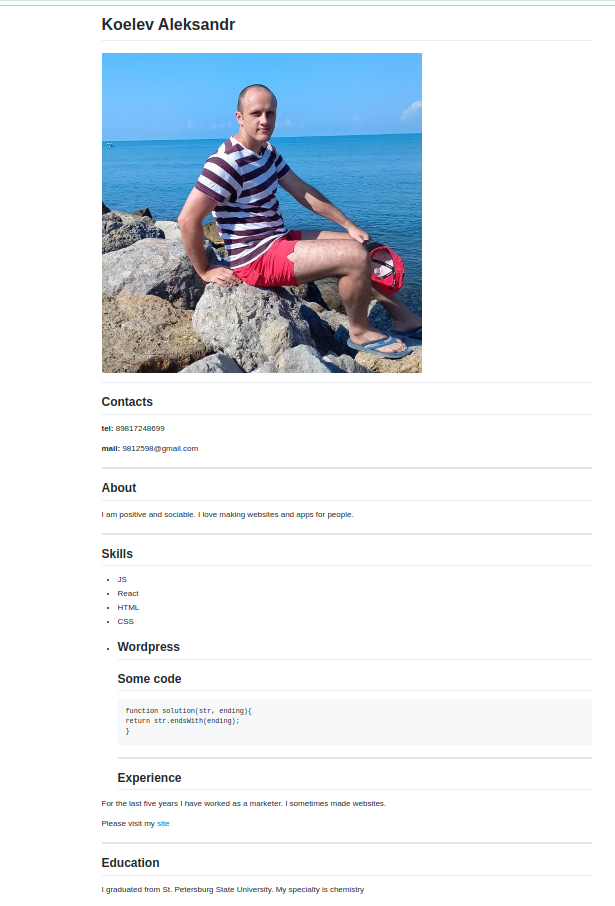 Koelev Aleksandr
Contacts
tel: 89817248699
mail: 9812598@gmail.com
About
I am positive and sociable. I love making websites and apps for people.
Skills
JS
React
HTML
CSS
Wordpress
Some code
function solution(str, ending){
return str.endsWith(ending);
}
Experience
For the last five years I have worked as a marketer. I sometimes made websites.
Please visit my site
Education
I graduated from St. Petersburg State University. My specialty is chemistry